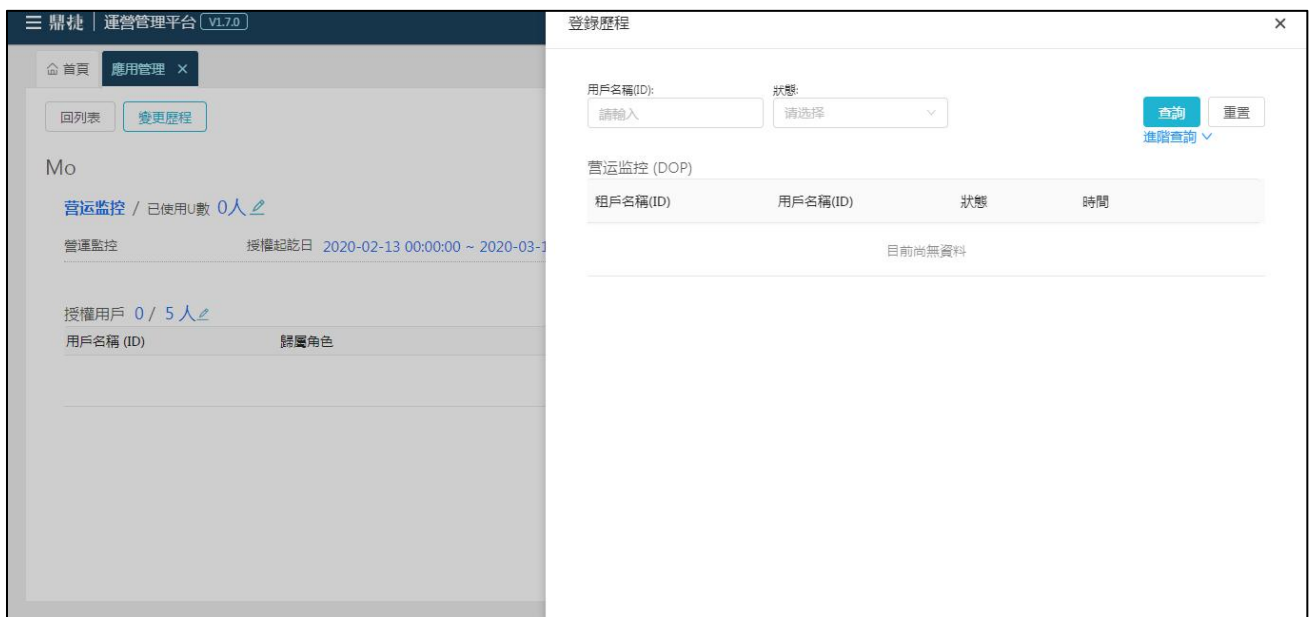 鼎捷 運營管理平台 V1.7.0
首頁 應用管理
回列表 變更歷程
Mo
营运监控 / 已使用U數 0人
營運監控 授權起訖日 2020-02-13 00:00:00 ~ 2020-03-1
授權用戶 0 / 5 人
用戶名稱 (ID) 歸屬角色
登錄歷程
用戶名稱(ID): 狀態:
請輸入 请选择 查詢 重置
進階查詢
营运监控 (DOP)
租戶名稱(ID) 用戶名稱(ID) 狀態 時間
目前尚無資料